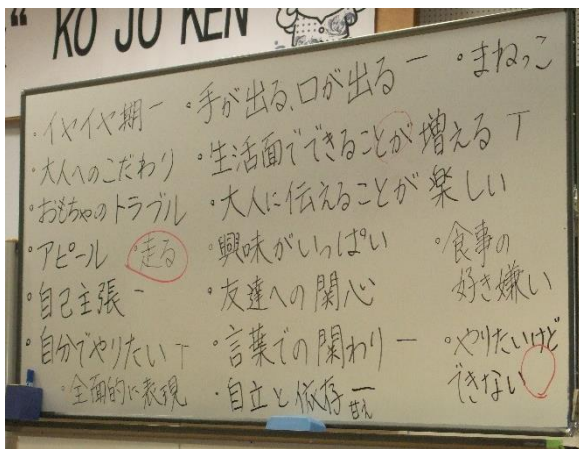 " KO JU KEN
・イヤイヤ期 一
・大人へのこだわり
・おもちゃのトラブル
・アピール ・走る
・自己主張 一
・自分でやりたい T
・全面的に表現
・手が出る、口が出る 一
・生活面でできることが増える T
・大人に伝えることが楽しい
・興味がいっぱい
・友達への関心
・言葉での関わり 一
・自立と依存 一
甘え
・まねっこ
・食事の
好き嫌い
・やりたいけど
できない